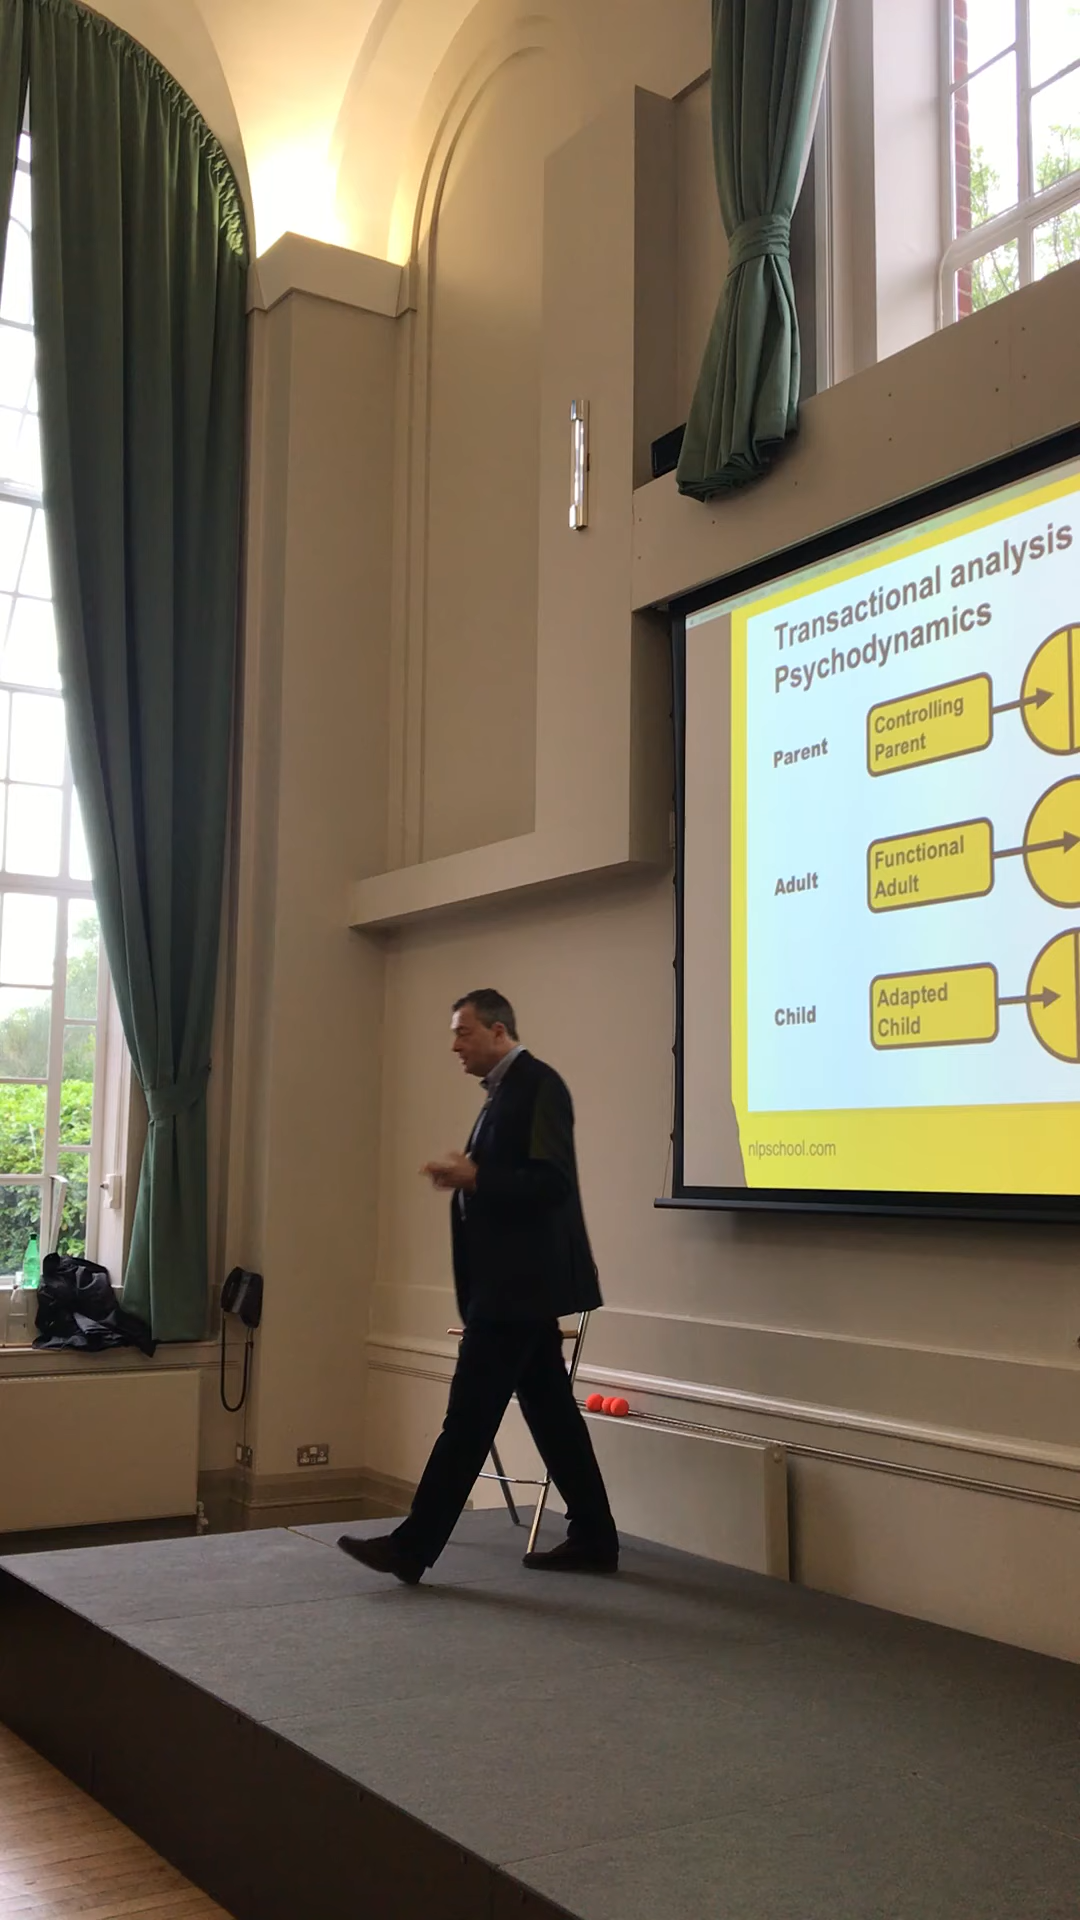 Transactional analysis
Psychodynamics
Parent
Controlling
Parent
Adult
Functional
Adult
Child
Adapted
Child
nlpschool.com